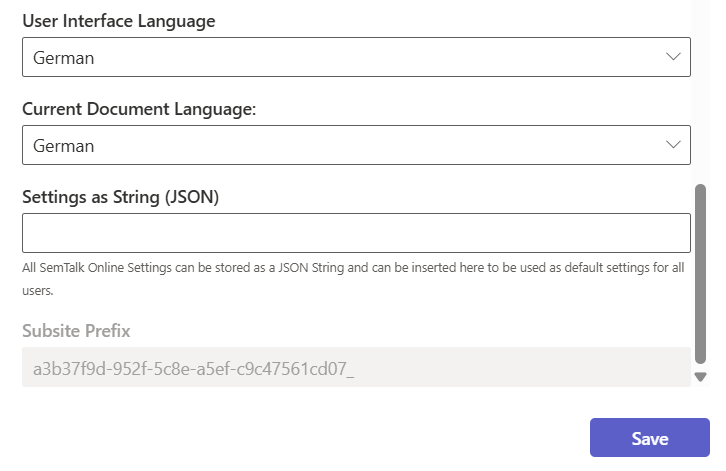 User Interface Language
German
Current Document Language:
German
Settings as String (JSON)
All SemTalk Online Settings can be stored as a JSON String and can be inserted here to be used as default settings for all
users.
Subsite Prefix
a3b37f9d-952f-5c8e-a5ef-c9c47561cd07_
Save